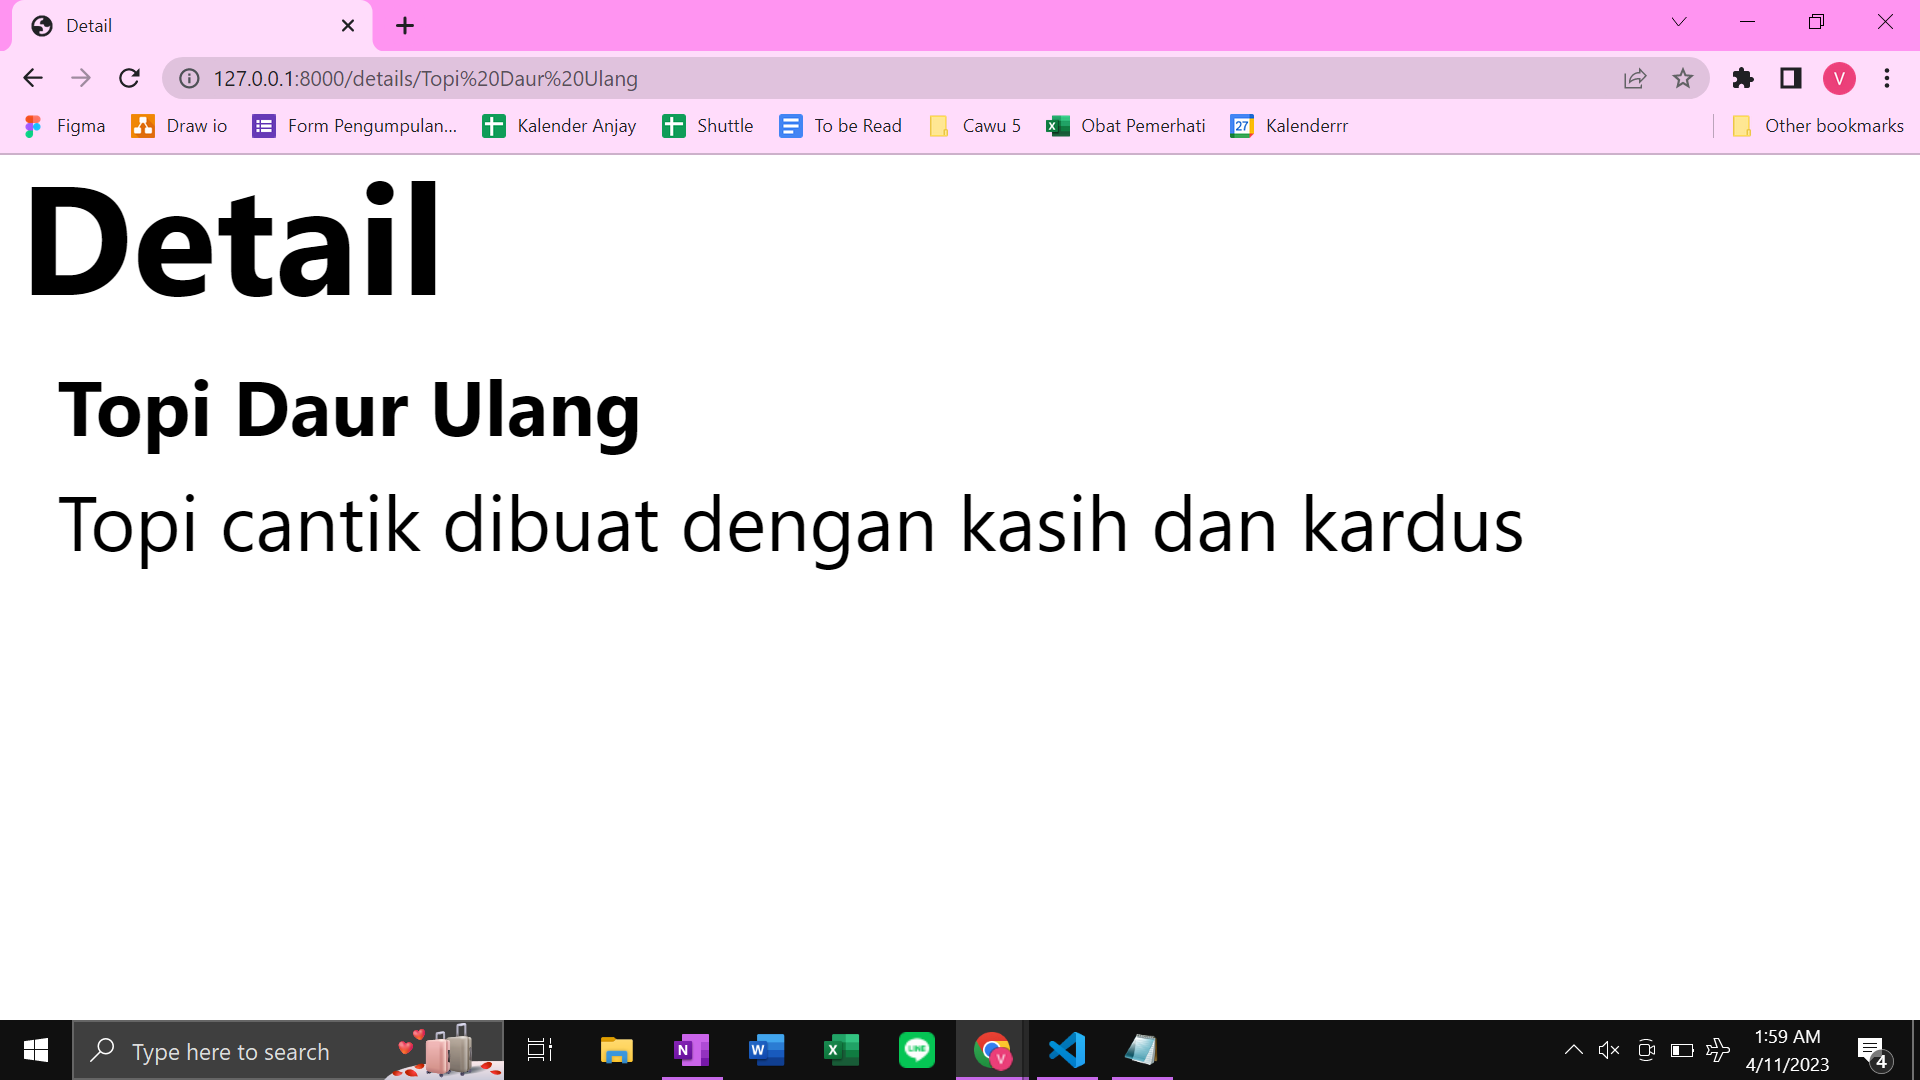 Detail
127.0.0.1:8000/details/Topi%20Daur%20Ulang
V
Figma
Draw io
Form Pengumpulan...
Kalender Anjay
Shuttle
To be Read
Cawu 5
Obat Pemerhati
27
Kalenderrr
Other bookmarks
Detail
Topi Daur Ulang
Topi cantik dibuat dengan kasih dan kardus
Type here to search
N
W
X
LINE
V
1:59 AM
4/11/2023
4